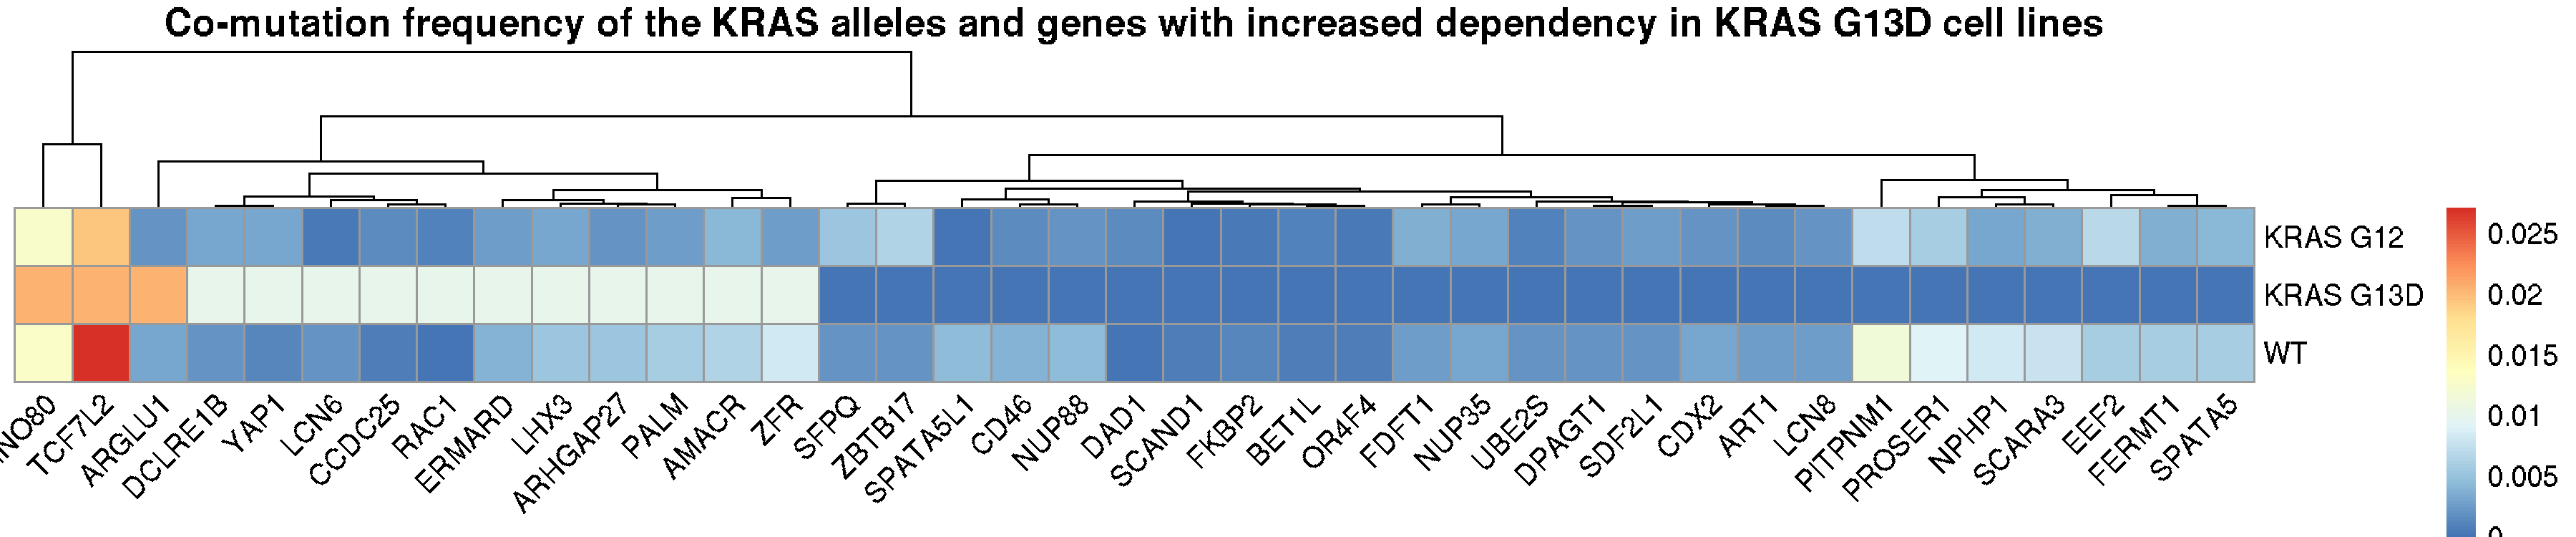 Co-mutation frequency of the KRAS alleles and genes with increased dependency in KRAS G13D cell lines
KRAS G12
KRAS G13D
WT
0.025
0.02
0.015
0.01
0.005
0
NO80
TCF7L2
ARGLU1
DCLRE1B
YAP1
LCN6
CCDC25
RAC1
ERMARD
LHX3
ARHGAP27
PALM
AMACR
ZFR
SFPQ
ZBTB17
SPATA5L1
CD46
NUP88
DAD1
SCAND1
FKBP2
BET1L
OR4F4
FDFT1
NUP35
UBE2S
DPAGT1
SDF2L1
CDX2
ART1
LCN8
PITPNM1
PROSER1
NPHP1
SCARA3
EEF2
FERMT1
SPATA5